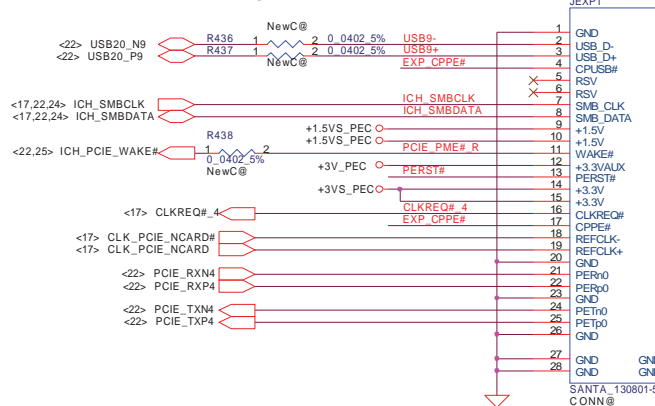 JEXP1
NewC@
1 GND
<22> USB20_N9 R436 1 2 0_0402_5% USB9- 2 USB_D-
<22> USB20_P9 R437 1 2 0_0402_5% USB9+ 3 USB_D+
NewC@ EXP_CPPE# 4 CPUSB#
5 RSV
6 RSV
<17,22,24> ICH_SMBCLK ICH_SMBCLK 7 SMB_CLK
<17,22,24> ICH_SMBDATA ICH_SMBDATA 8 SMB_DATA
+1.5VS_PEC 9 +1.5V
R438 +1.5VS_PEC 10 +1.5V
<22,25> ICH_PCIE_WAKE# 1 2 PCIE_PME#_R 11 WAKE#
0_0402_5% +3V_PEC 12 +3.3VAUX
NewC@ PERST# 13 PERST#
+3VS_PEC 14 +3.3V
15 +3.3V
<17> CLKREQ#_4 CLKREQ#_4 16 CLKREQ#
EXP_CPPE# 17 CPPE#
<17> CLK_PCIE_NCARD# 18 REFCLK-
<17> CLK_PCIE_NCARD 19 REFCLK+
20 GND
<22> PCIE_RXN4 21 PERn0
<22> PCIE_RXP4 22 PERp0
23 GND
<22> PCIE_TXN4 24 PETn0
<22> PCIE_TXP4 25 PETp0
26 GND
27 GND GND
28 GND GND
SANTA_130801-5
CONN@